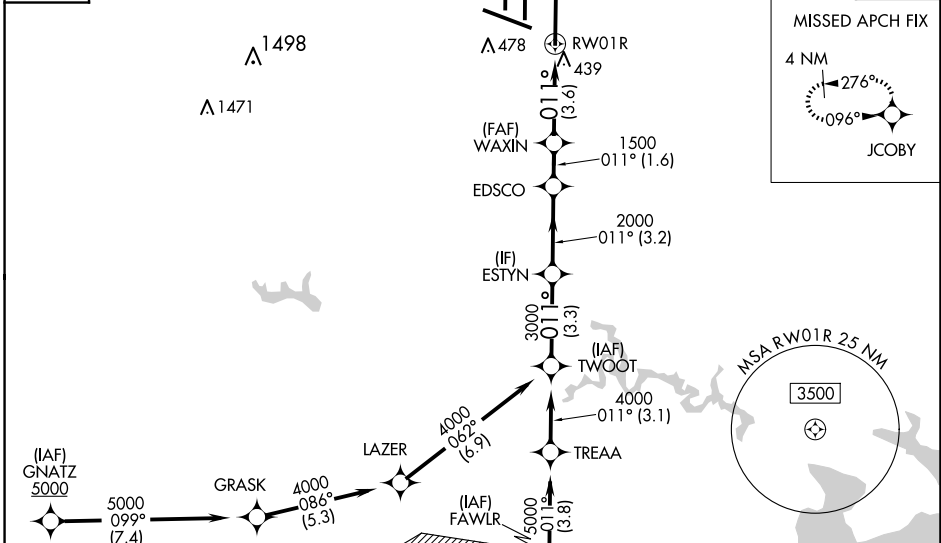 1498
1471
478
RW01R
439
011°
(3.6)
(FAF)
WAXIN
1500
011° (1.6)
EDSCO
2000
011° (3.2)
(IF)
ESTYN
3000
011°
(3.3)
(IAF)
TWOOT
4000
011° (3.1)
TREAA
4000
062°
(6.9)
LAZER
4000
086°
(5.3)
GRASK
(IAF)
GNATZ
5000
5000
099°
(7.4)
(IAF)
FAWLR
5000
011°
(3.8)
MISSED APCH FIX
4 NM
276°
096°
JCOBY
MSA RW01R 25 NM
3500